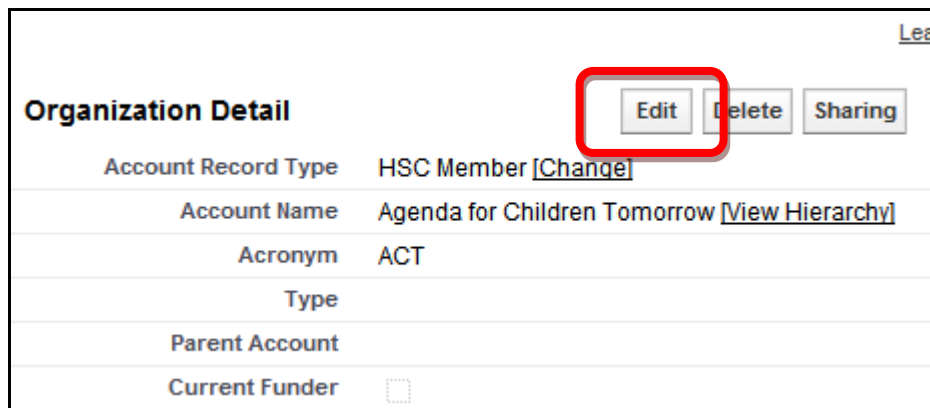 Lea
Organization Detail Edit Delete Sharing
Account Record Type HSC Member [Change]
Account Name Agenda for Children Tomorrow [View Hierarchy]
Acronym ACT
Type
Parent Account
Current Funder